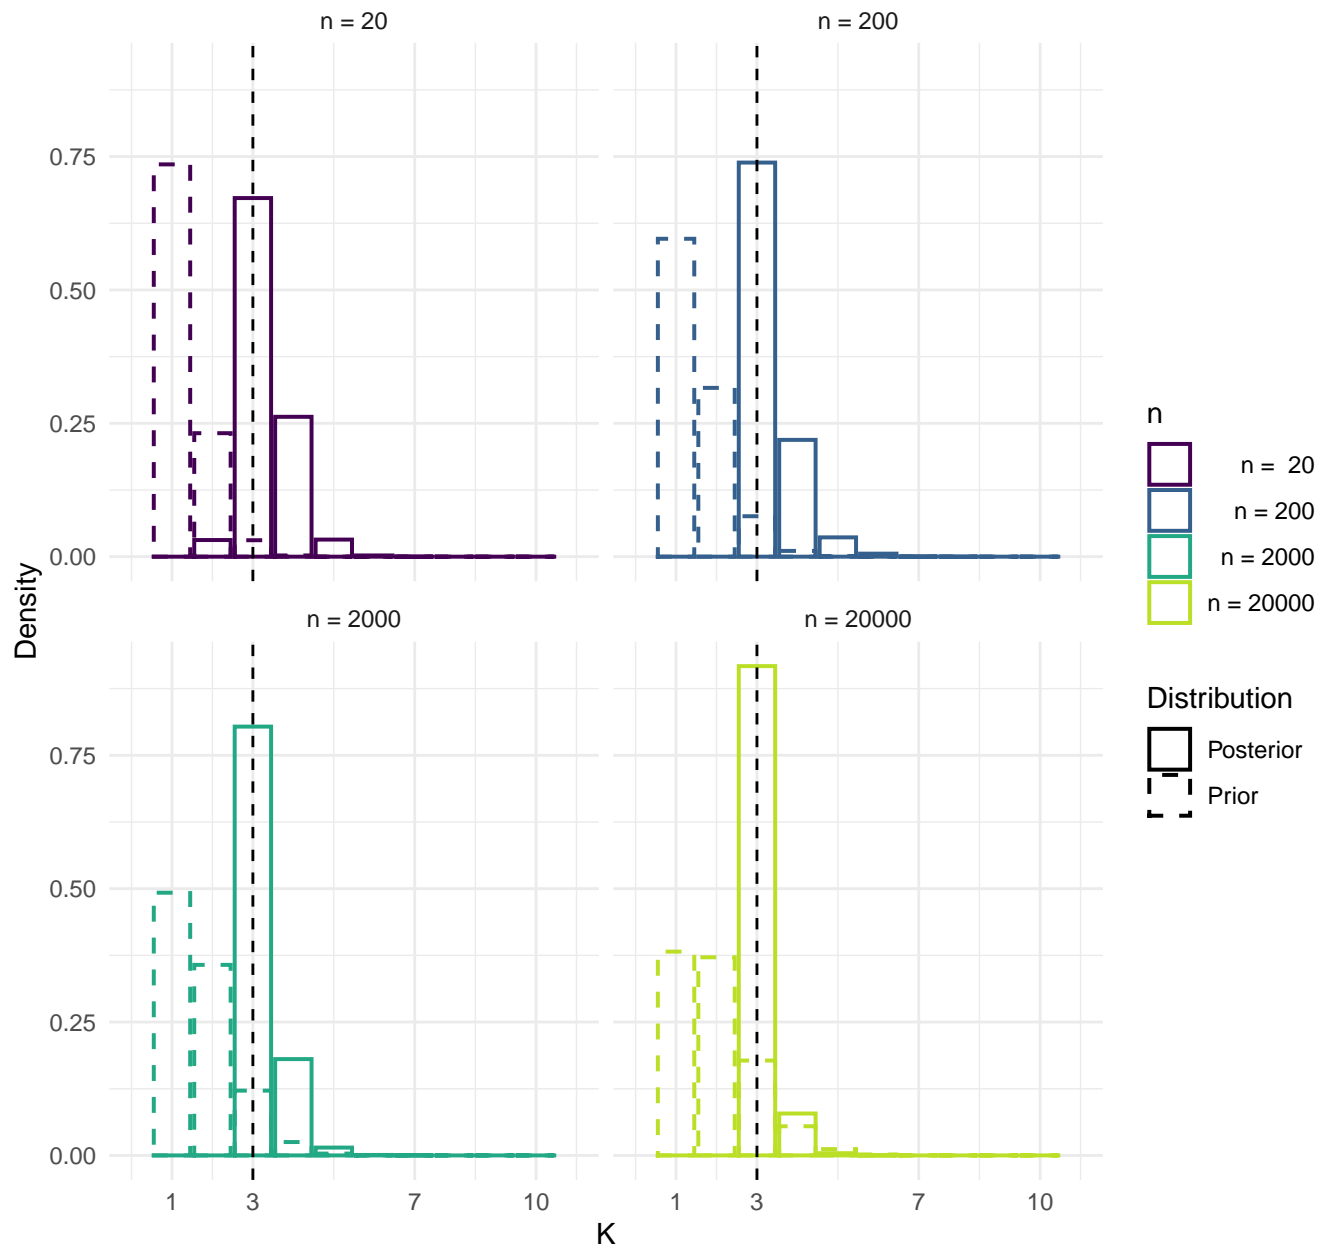 n = 20
n = 200
0.75
0.50
0.25
0.00
Density
n = 2000
n = 20000
0.75
0.50
0.25
0.00
1 3 7 10
1 3 7 10
K
n
n = 20
n = 200
n = 2000
n = 20000
Distribution
Posterior
Prior